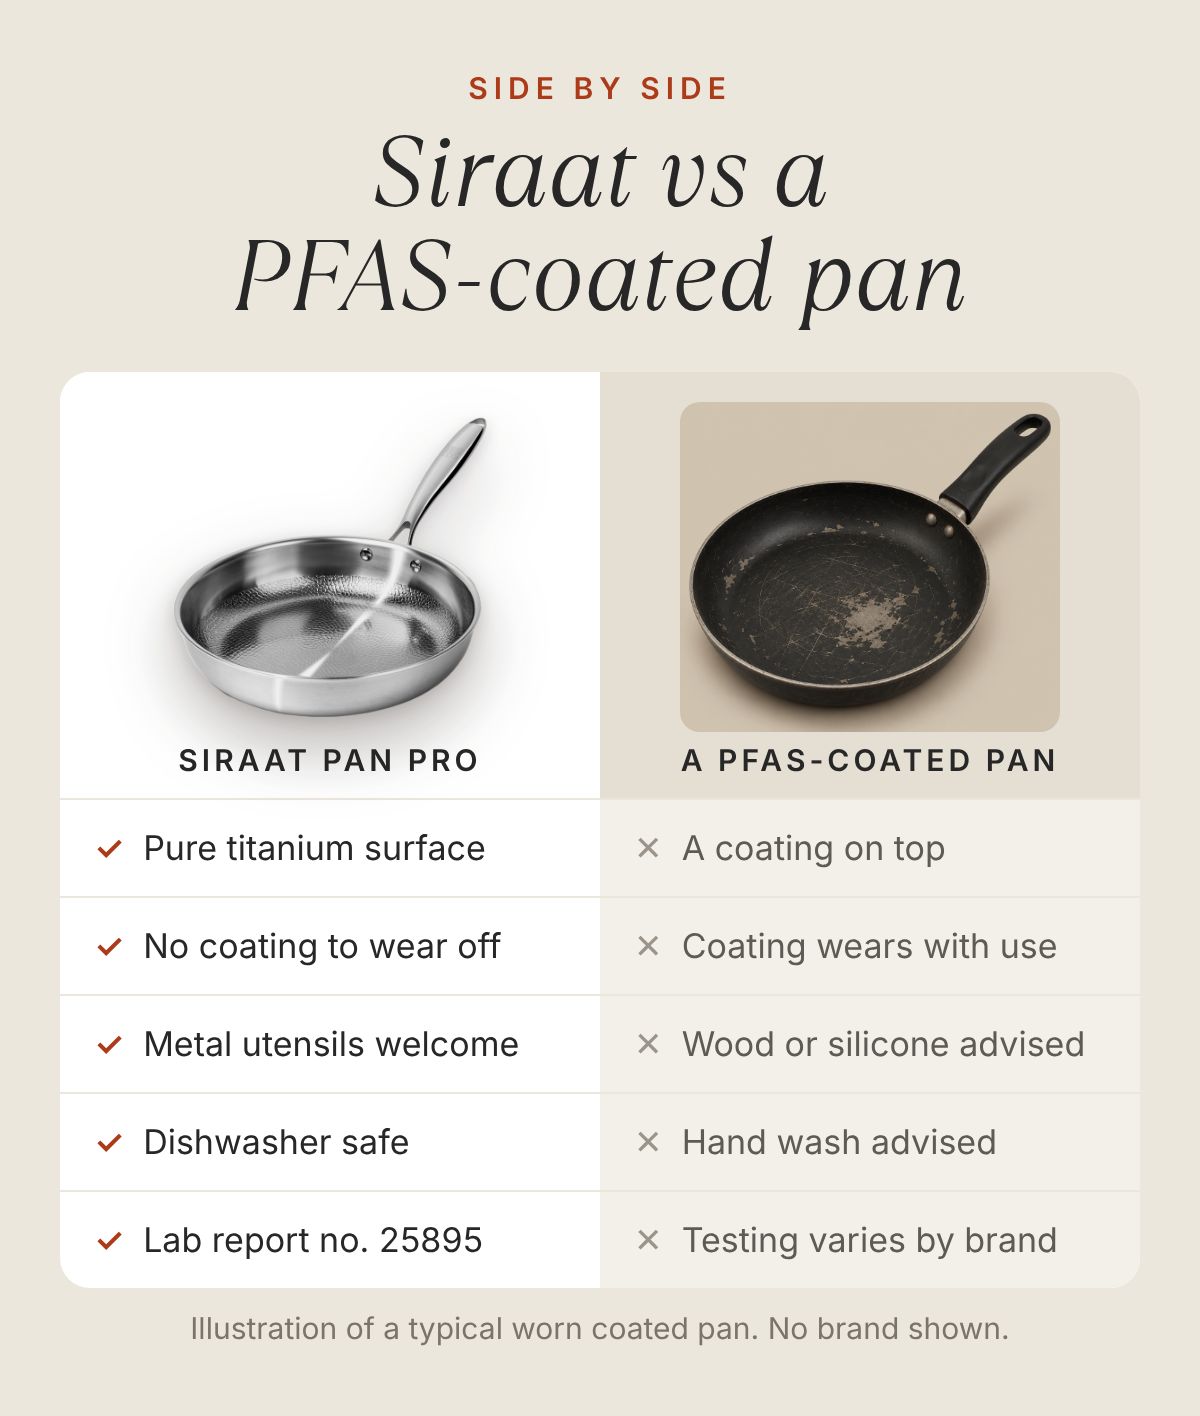 SIDE BY SIDE
Siraat vs a
PFAS-coated pan
SIRAAT PAN PRO
A PFAS-COATED PAN
Pure titanium surface
A coating on top
No coating to wear off
Coating wears with use
Metal utensils welcome
Wood or silicone advised
Dishwasher safe
Hand wash advised
Lab report no. 25895
Testing varies by brand
Illustration of a typical worn coated pan. No brand shown.